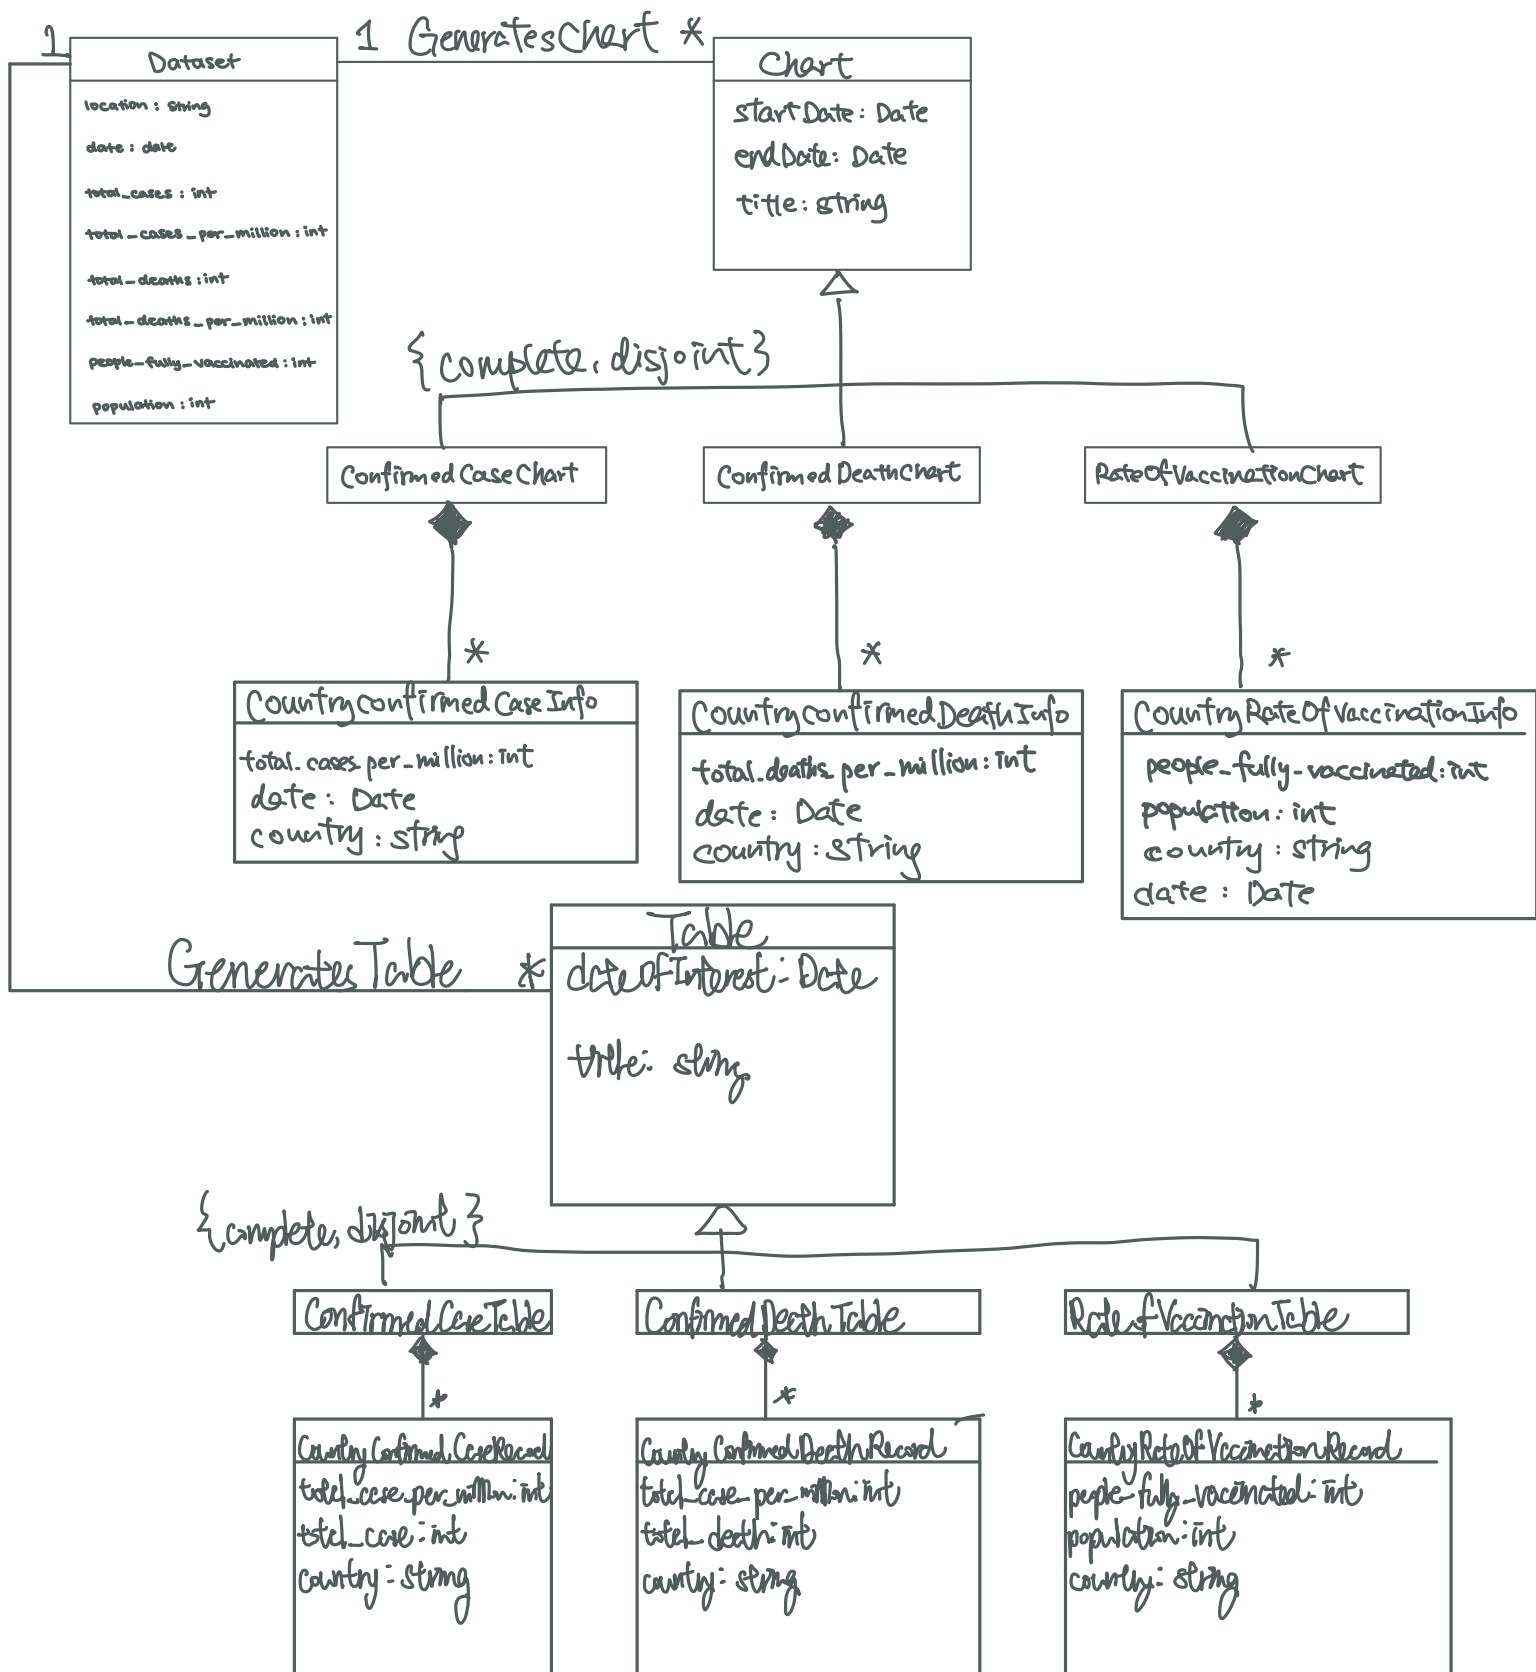 1
Dataset
location : string
date : date
total_cases : int
total_cases_per_million : int
total_deaths : int
total_deaths_per_million : int
people_fully_vaccinated : int
population : int
1 GeneratesChart *
Chart
startDate : Date
endDate : Date
title : string
{complete, disjoint}
ConfirmedCaseChart
ConfirmedDeathChart
RateOfVaccinationChart
*
*
*
CountryConfirmedCaseInfo
total_cases_per_million : int
date : Date
country : string
CountryConfirmedDeathInfo
total_deaths_per_million : int
date : Date
country : string
CountryRateOfVaccinationInfo
people_fully_vaccinated : int
population : int
country : string
date : Date
GeneratesTable *
Table
dateOfInterest : Date
title : string
{complete, disjoint}
ConfirmedCaseTable
ConfirmedDeathTable
RateofVaccinationTable
*
*
*
CountryConfirmedCaseRecord
total_case_per_million : int
total_case : int
country : string
CountryConfirmedDeathRecord
total_case_per_million : int
total_death : int
country : string
CountryRateOfVaccinationRecord
people_fully_vaccinated : int
population : int
country : string